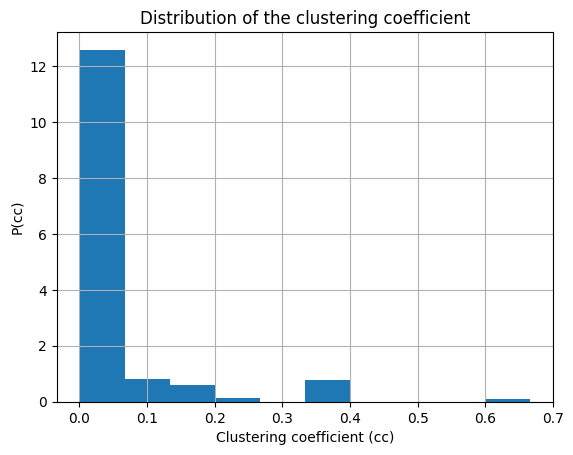 Distribution of the clustering coefficient
P(cc)
12
10
8
6
4
2
0
0.0 0.1 0.2 0.3 0.4 0.5 0.6 0.7
Clustering coefficient (cc)